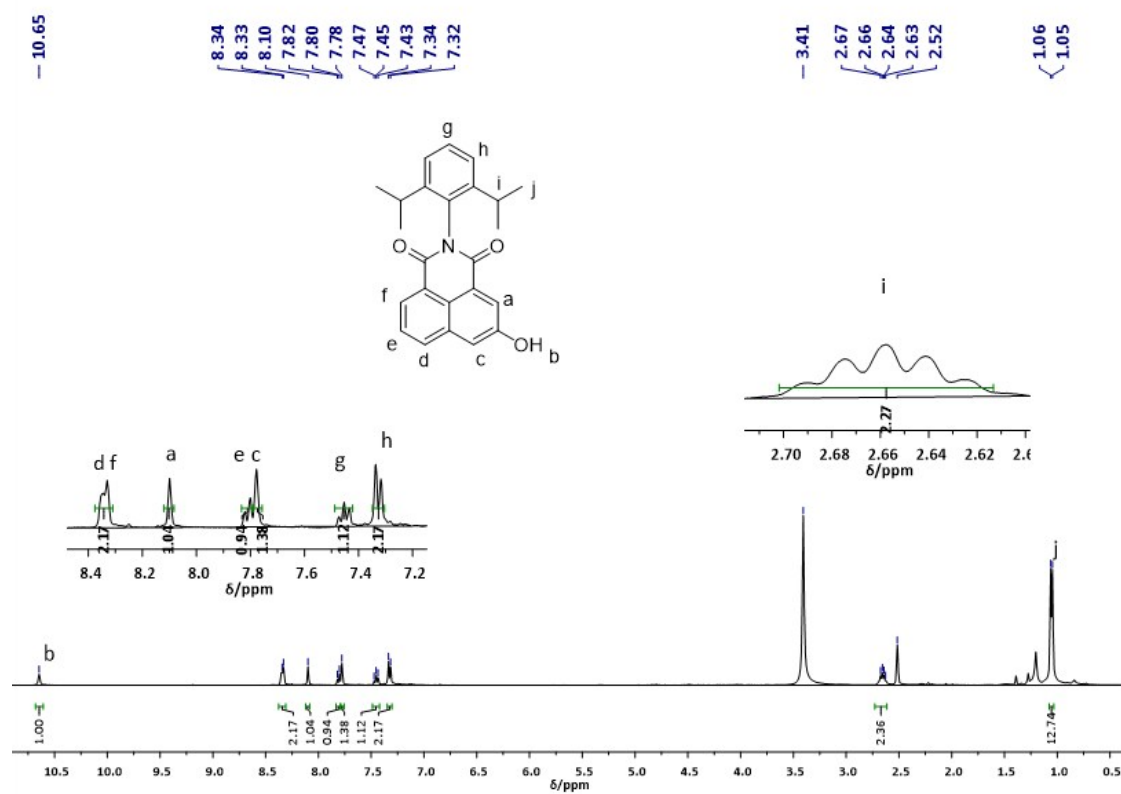 — 10.65
8.34
8.33
8.10
7.82
7.80
7.78
7.47
7.45
7.43
7.34
7.32
— 3.41
2.67
2.66
2.64
2.63
2.52
1.06
1.05
g
h
i
j
O N O
f a
e OH b
d c
i
2.27
2.70 2.68 2.66 2.64 2.62
δ/ppm
d f a e c g h
2.17 1.04 0.94 1.38 1.12 2.17
8.4 8.2 8.0 7.8 7.6 7.4 7.2
δ/ppm
j
b
1.00 2.17 1.04 0.94 1.38 1.12 2.17 2.36 12.74
10.5 10.0 9.5 9.0 8.5 8.0 7.5 7.0 6.5 6.0 5.5 5.0 4.5 4.0 3.5 3.0 2.5 2.0 1.5 1.0 0.5
δ/ppm